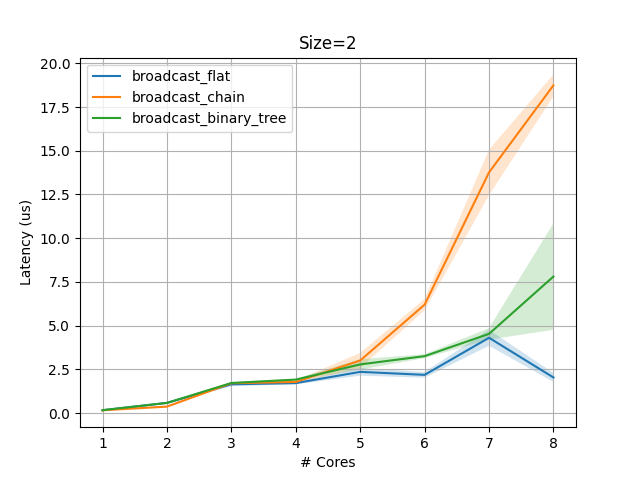 Size=2
broadcast_flat
broadcast_chain
broadcast_binary_tree
Latency (us)
20.0
17.5
15.0
12.5
10.0
7.5
5.0
2.5
0.0
1 2 3 4 5 6 7 8
# Cores